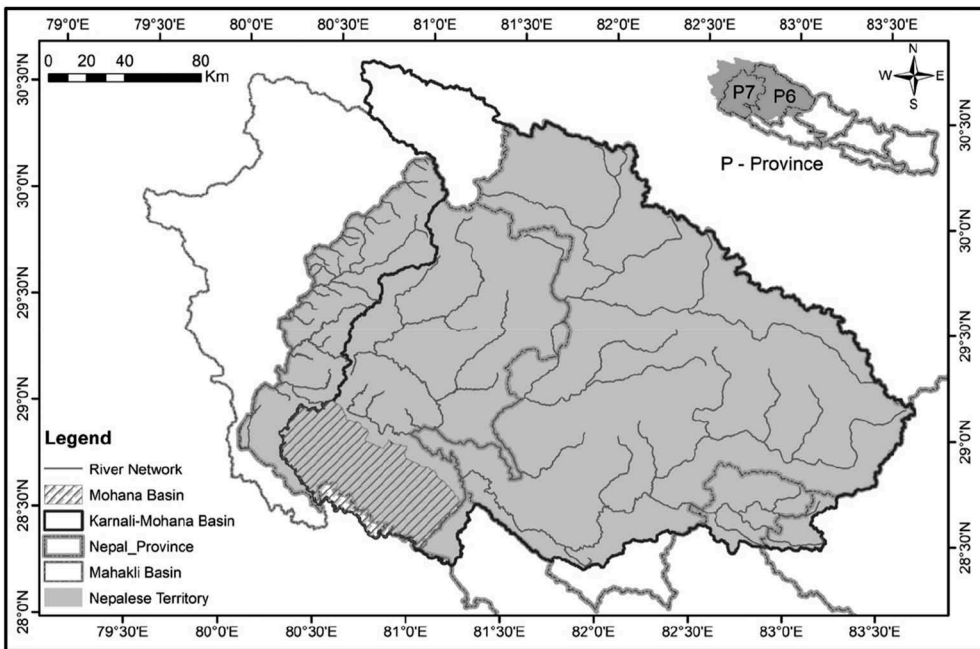 79°0'E 79°30'E 80°0'E 80°30'E 81°0'E 81°30'E 82°0'E 82°30'E 83°0'E 83°30'E
0 20 40 80
Km
N
W E
S
P7 P6
P - Province
30°30'N
30°0'N
29°30'N
29°0'N
28°30'N
28°0'N
30°30'N
30°0'N
29°30'N
29°0'N
28°30'N
Legend
River Network
Mohana Basin
Karnali-Mohana Basin
Nepal_Province
Mahakli Basin
Nepalese Territory
79°30'E 80°0'E 80°30'E 81°0'E 81°30'E 82°0'E 82°30'E 83°0'E 83°30'E